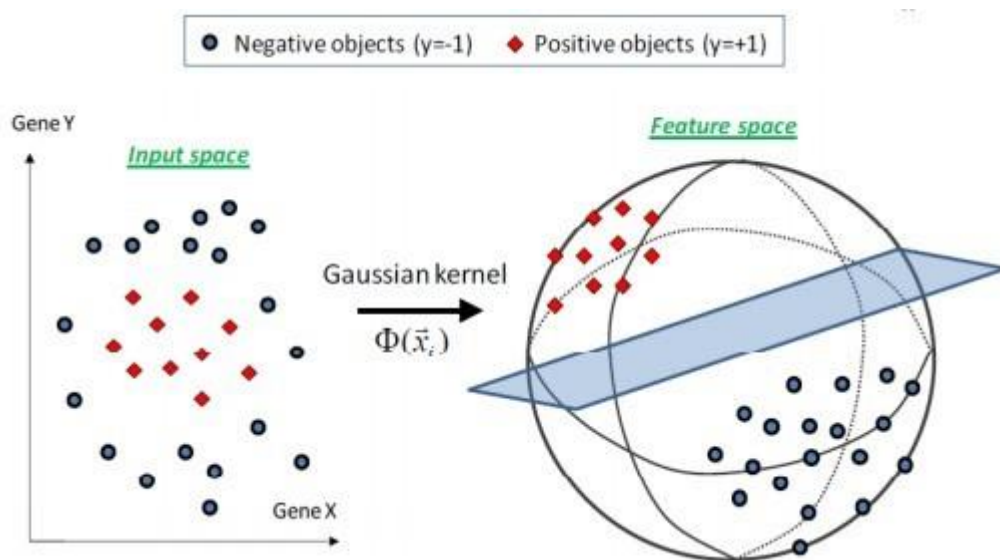 Negative objects (y=-1) Positive objects (y=+1)
Gene Y
Input space
Feature space
Gaussian kernel
Φ(x⃗ᵢ)
Gene X